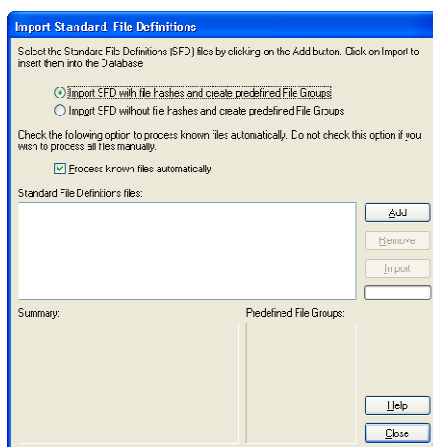 Import Standard File Definitions
Select the Standard File Definitions (SFD) files by clicking on the Add button. Click on Import to
insert them into the Database
Import SFD with file hashes and create predefined File Groups
Import SFD without file hashes and create predefined File Groups
Check the following option to process known files automatically. Do not check this option if you
wish to process all files manually.
Process known files automatically
Standard File Definitions files:
Add
Remove
Import
Summary:
Predefined File Groups:
Help
Close